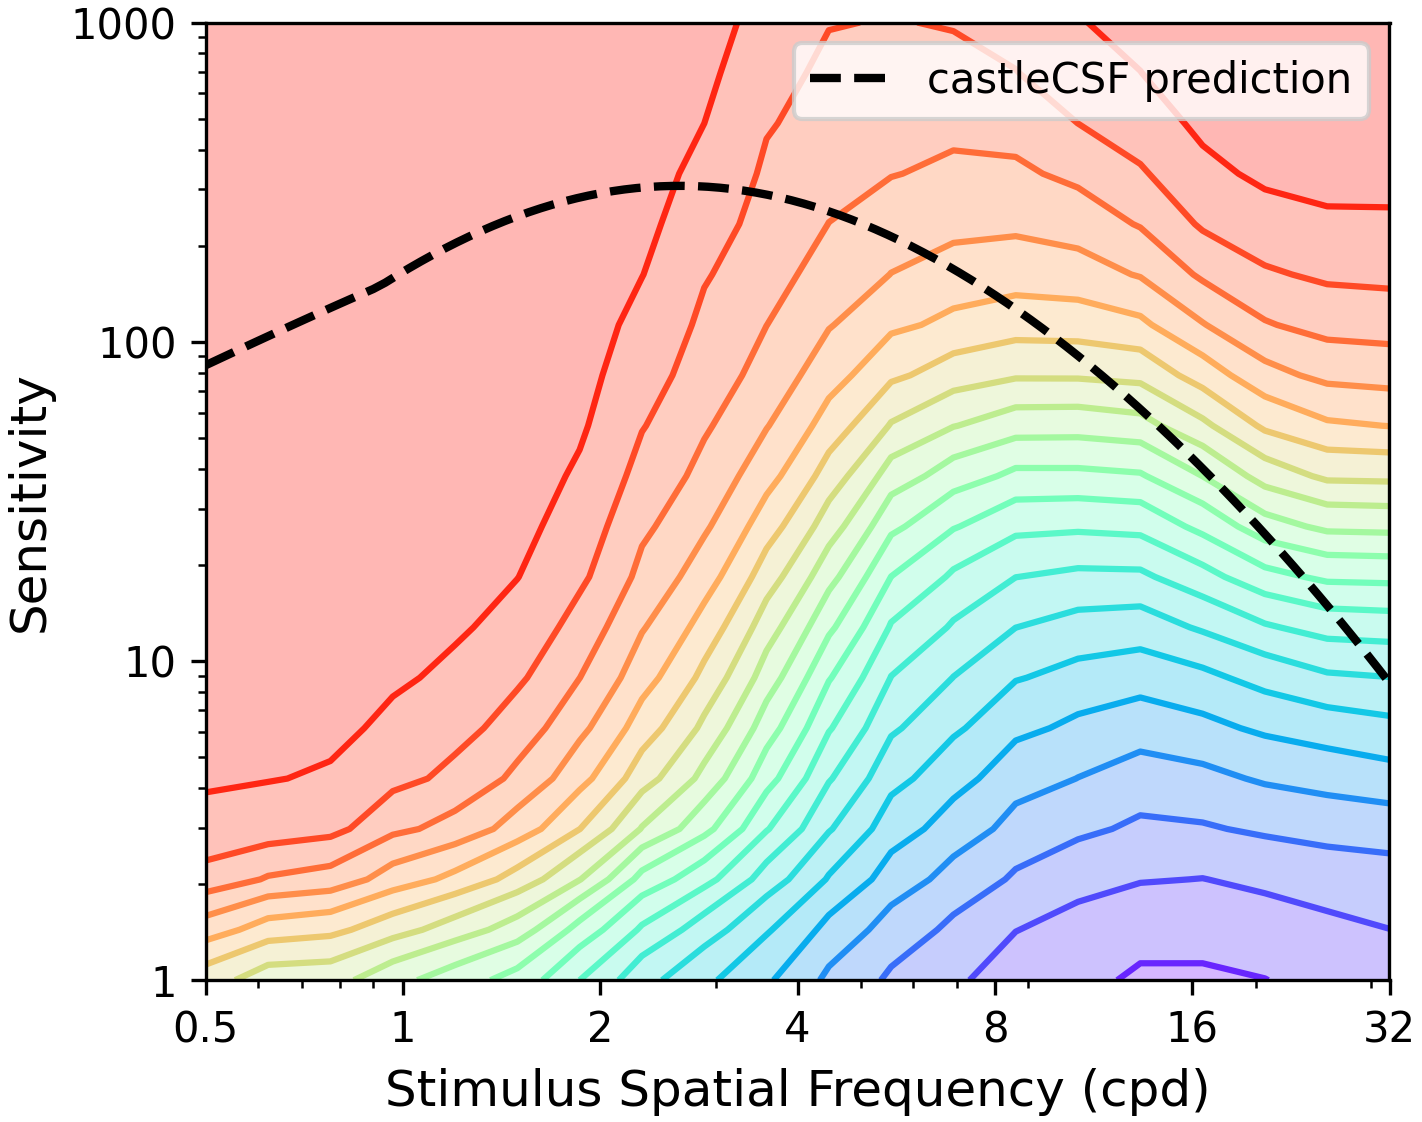 1000
castleCSF prediction
100
Sensitivity
10
1
0.5 1 2 4 8 16 32
Stimulus Spatial Frequency (cpd)